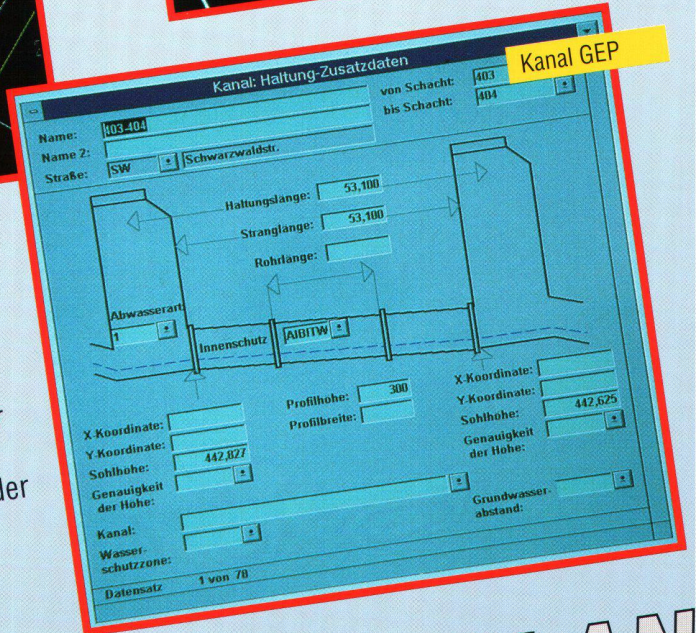 Kanal GEP
Kanal: Haltung-Zusatzdaten
Name: 403-404
von Schacht: 403
Name 2:
bis Schacht: 404
Straße: SW Schwarzwaldstr.
Haltungslänge: 53,100
Stranglänge: 53,100
Rohrlänge:
Abwasserart
1
Innenschutz AIBITW
X-Koordinate:
Y-Koordinate:
Sohlhöhe: 442,827
Genauigkeit
der Höhe:
Profilhöhe: 300
Profilbreite:
X-Koordinate:
Y-Koordinate:
Sohlhöhe: 442,625
Genauigkeit
der Höhe:
Kanal:
Wasser-
schutzzone:
Grundwasser-
abstand:
Datensatz 1 von 78